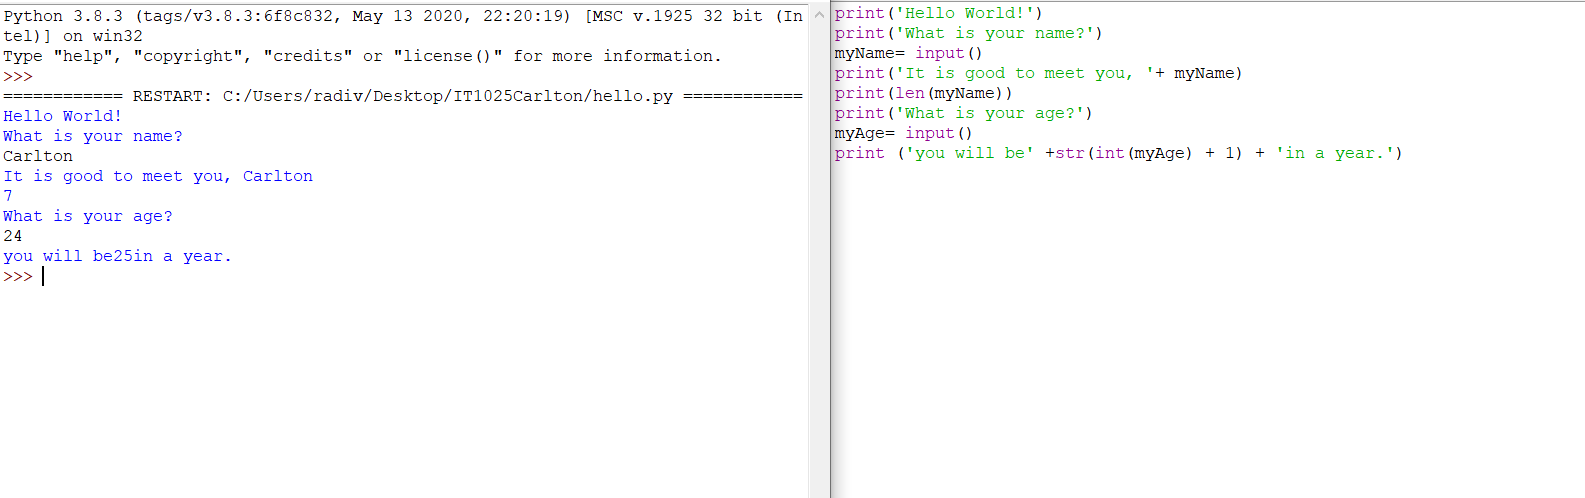 Python 3.8.3 (tags/v3.8.3:6f8c832, May 13 2020, 22:20:19) [MSC v.1925 32 bit (In
tel)] on win32
Type "help", "copyright", "credits" or "license()" for more information.
>>>
============ RESTART: C:/Users/radiv/Desktop/IT1025Carlton/hello.py ============
Hello World!
What is your name?
Carlton
It is good to meet you, Carlton
7
What is your age?
24
you will be25in a year.
>>>
print('Hello World!')
print('What is your name?')
myName= input()
print('It is good to meet you, '+ myName)
print(len(myName))
print('What is your age?')
myAge= input()
print ('you will be' +str(int(myAge) + 1) + 'in a year.')